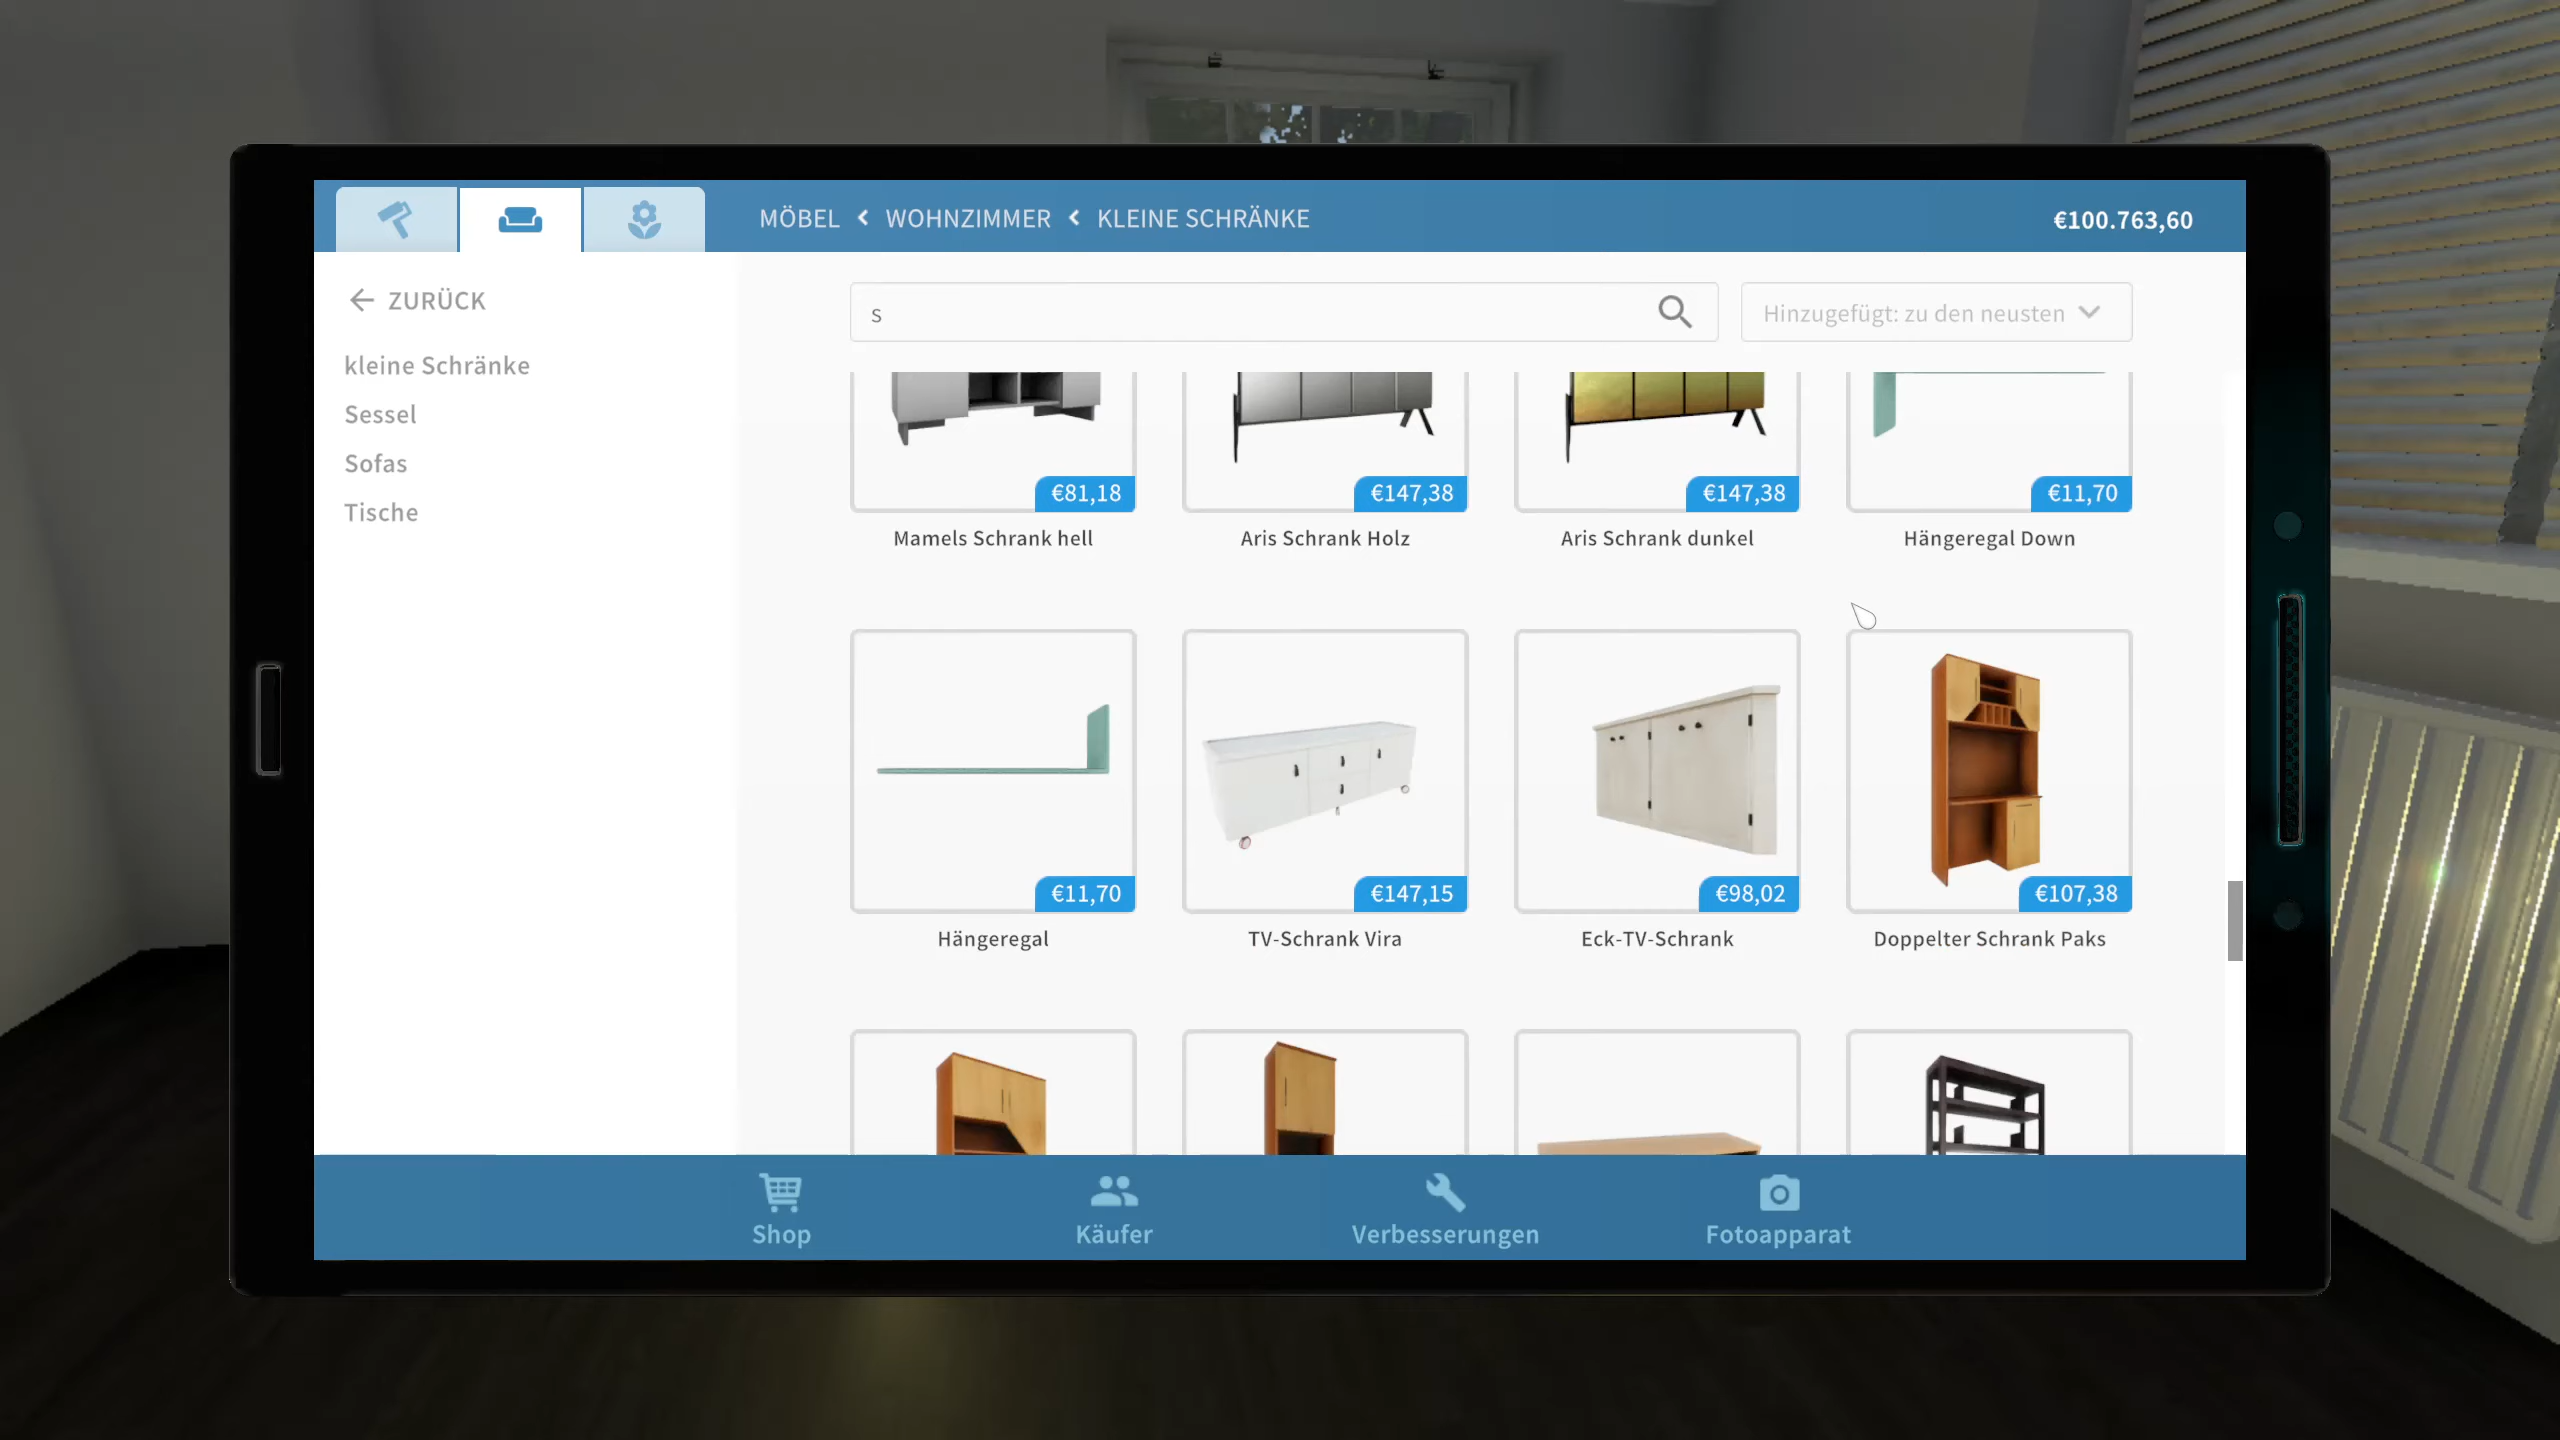 MÖBEL < WOHNZIMMER < KLEINE SCHRÄNKE
€100.763,60
ZURÜCK
kleine Schränke
Sessel
Sofas
Tische
s
Hinzugefügt: zu den neusten
€81,18
€147,38
€147,38
€11,70
Mamels Schrank hell
Aris Schrank Holz
Aris Schrank dunkel
Hängeregal Down
€11,70
€147,15
€98,02
€107,38
Hängeregal
TV-Schrank Vira
Eck-TV-Schrank
Doppelter Schrank Paks
Shop
Käufer
Verbesserungen
Fotoapparat